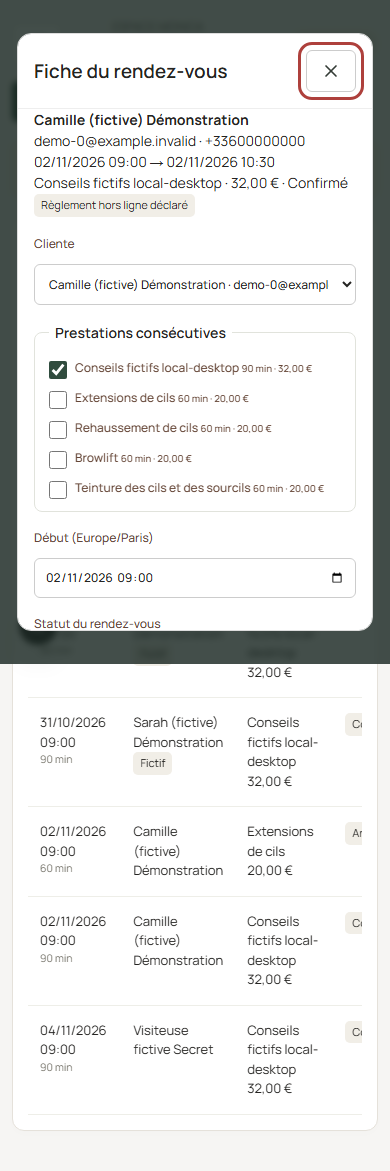 Fiche du rendez-vous
Camille (fictive) Démonstration
demo-0@example.invalid · +33600000000
02/11/2026 09:00 → 02/11/2026 10:30
Conseils fictifs local-desktop · 32,00 € · Confirmé
Règlement hors ligne déclaré
Cliente
Camille (fictive) Démonstration · demo-0@exampl
Prestations consécutives
Conseils fictifs local-desktop 90 min · 32,00 €
Extensions de cils 60 min · 20,00 €
Rehaussement de cils 60 min · 20,00 €
Browlift 60 min · 20,00 €
Teinture des cils et des sourcils 60 min · 20,00 €
Début (Europe/Paris)
02/11/2026 09:00
Statut du rendez-vous
32,00 €
31/10/2026 Sarah (fictive) Conseils
09:00 Démonstration fictifs local-
90 min Fictif desktop
32,00 €
02/11/2026 Camille Extensions
09:00 (fictive) de cils
60 min Démonstration 20,00 €
02/11/2026 Camille Conseils
09:00 (fictive) fictifs local-
90 min Démonstration desktop
32,00 €
04/11/2026 Visiteuse Conseils
09:00 fictive Secret fictifs local-
90 min desktop
32,00 €